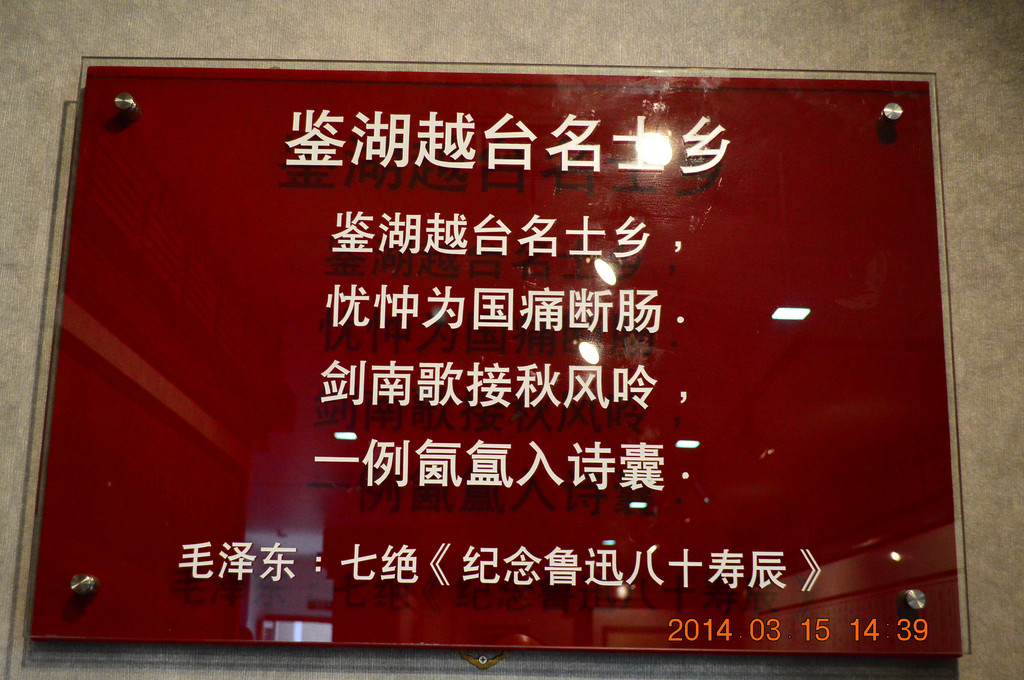 鉴湖越台名士乡
鉴湖越台名士乡，
忧忡为国痛断肠．
剑南歌接秋风呤，
一例氤氲入诗囊．
毛泽东：七绝《纪念鲁迅八十寿辰》
2014 03 15 14 39